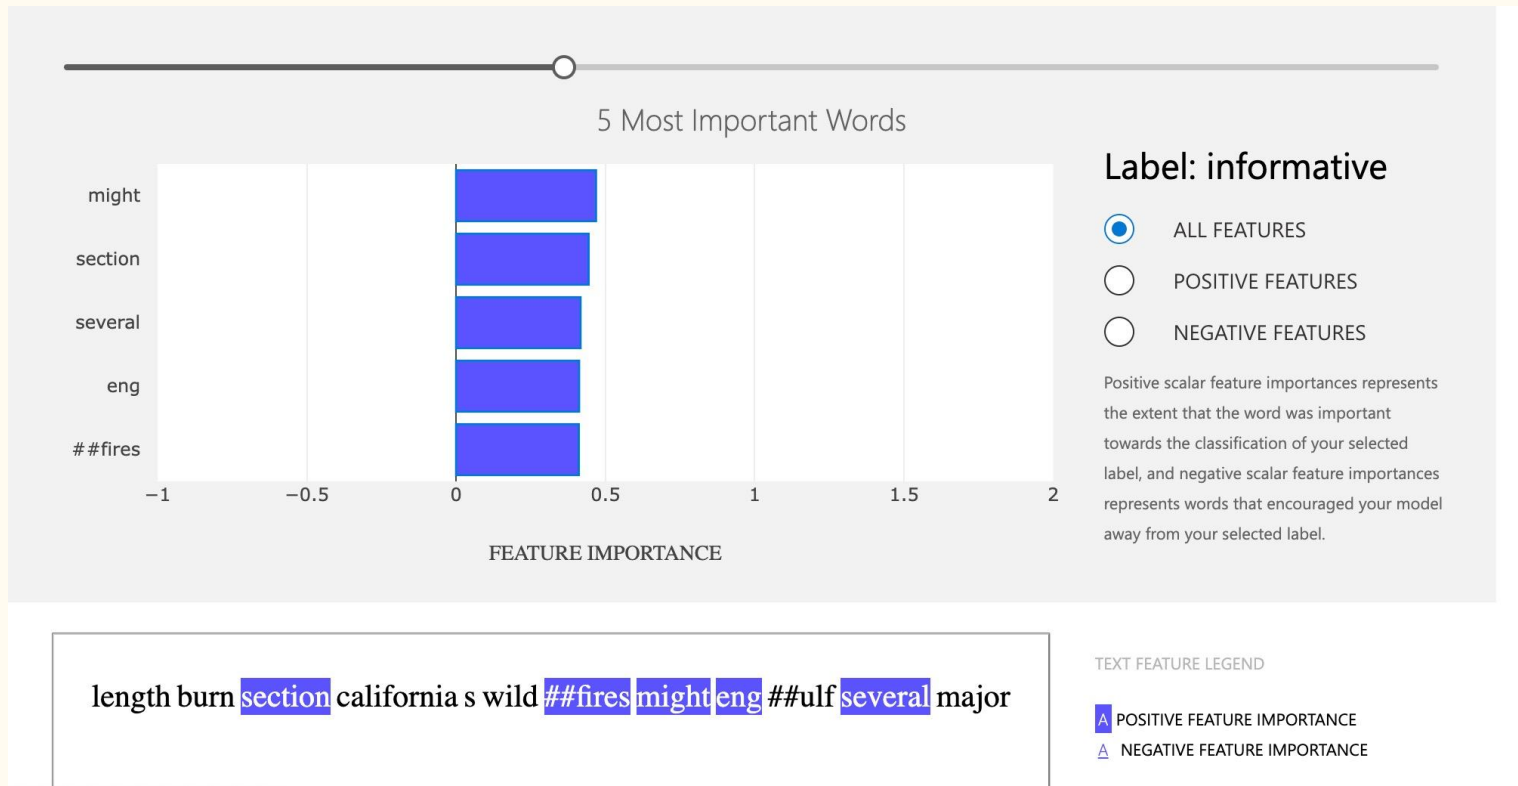 5 Most Important Words
might
section
several
eng
##fires
−1 −0.5 0 0.5 1 1.5 2
FEATURE IMPORTANCE
Label: informative
ALL FEATURES
POSITIVE FEATURES
NEGATIVE FEATURES
Positive scalar feature importances represents
the extent that the word was important
towards the classification of your selected
label, and negative scalar feature importances
represents words that encouraged your model
away from your selected label.
length burn section california s wild ##fires might eng ##ulf several major
TEXT FEATURE LEGEND
A POSITIVE FEATURE IMPORTANCE
A NEGATIVE FEATURE IMPORTANCE